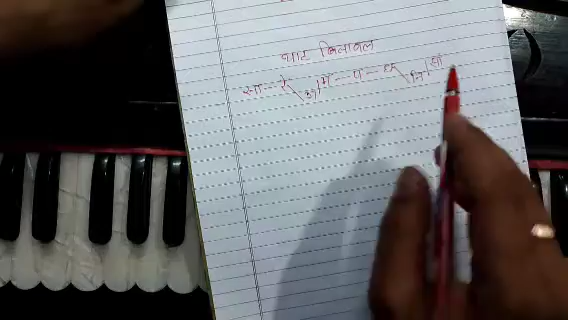 थाट बिलावल
सा - रे \ ग / म - प - ध \ नि / सां